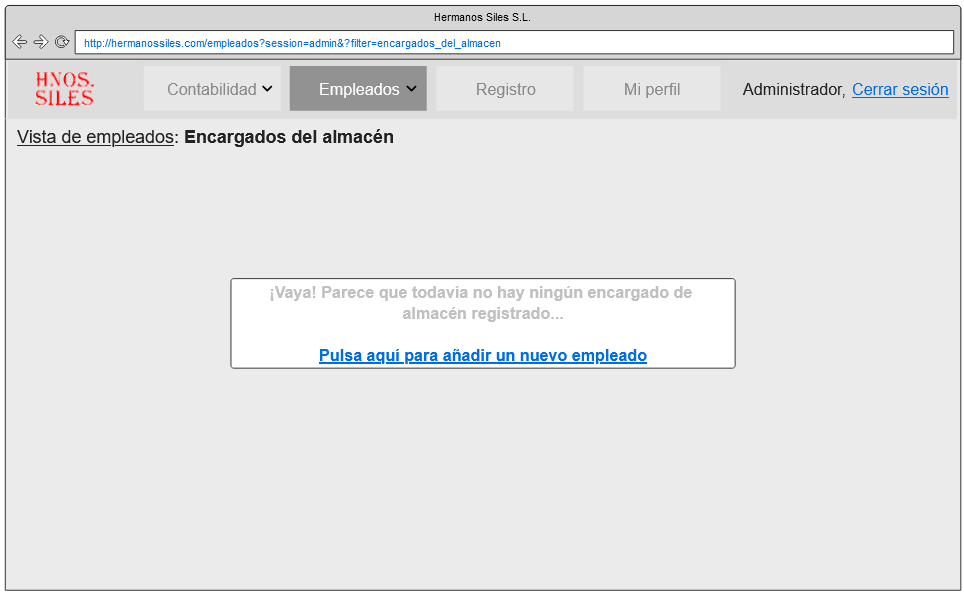 Hermanos Siles S.L.
http://hermanossiles.com/empleados?session=admin&?filter=encargados_del_almacen
HNOS.
SILES
Contabilidad
Empleados
Registro
Mi perfil
Administrador, Cerrar sesión
Vista de empleados: Encargados del almacén
¡Vaya! Parece que todavia no hay ningún encargado de
almacén registrado...
Pulsa aquí para añadir un nuevo empleado